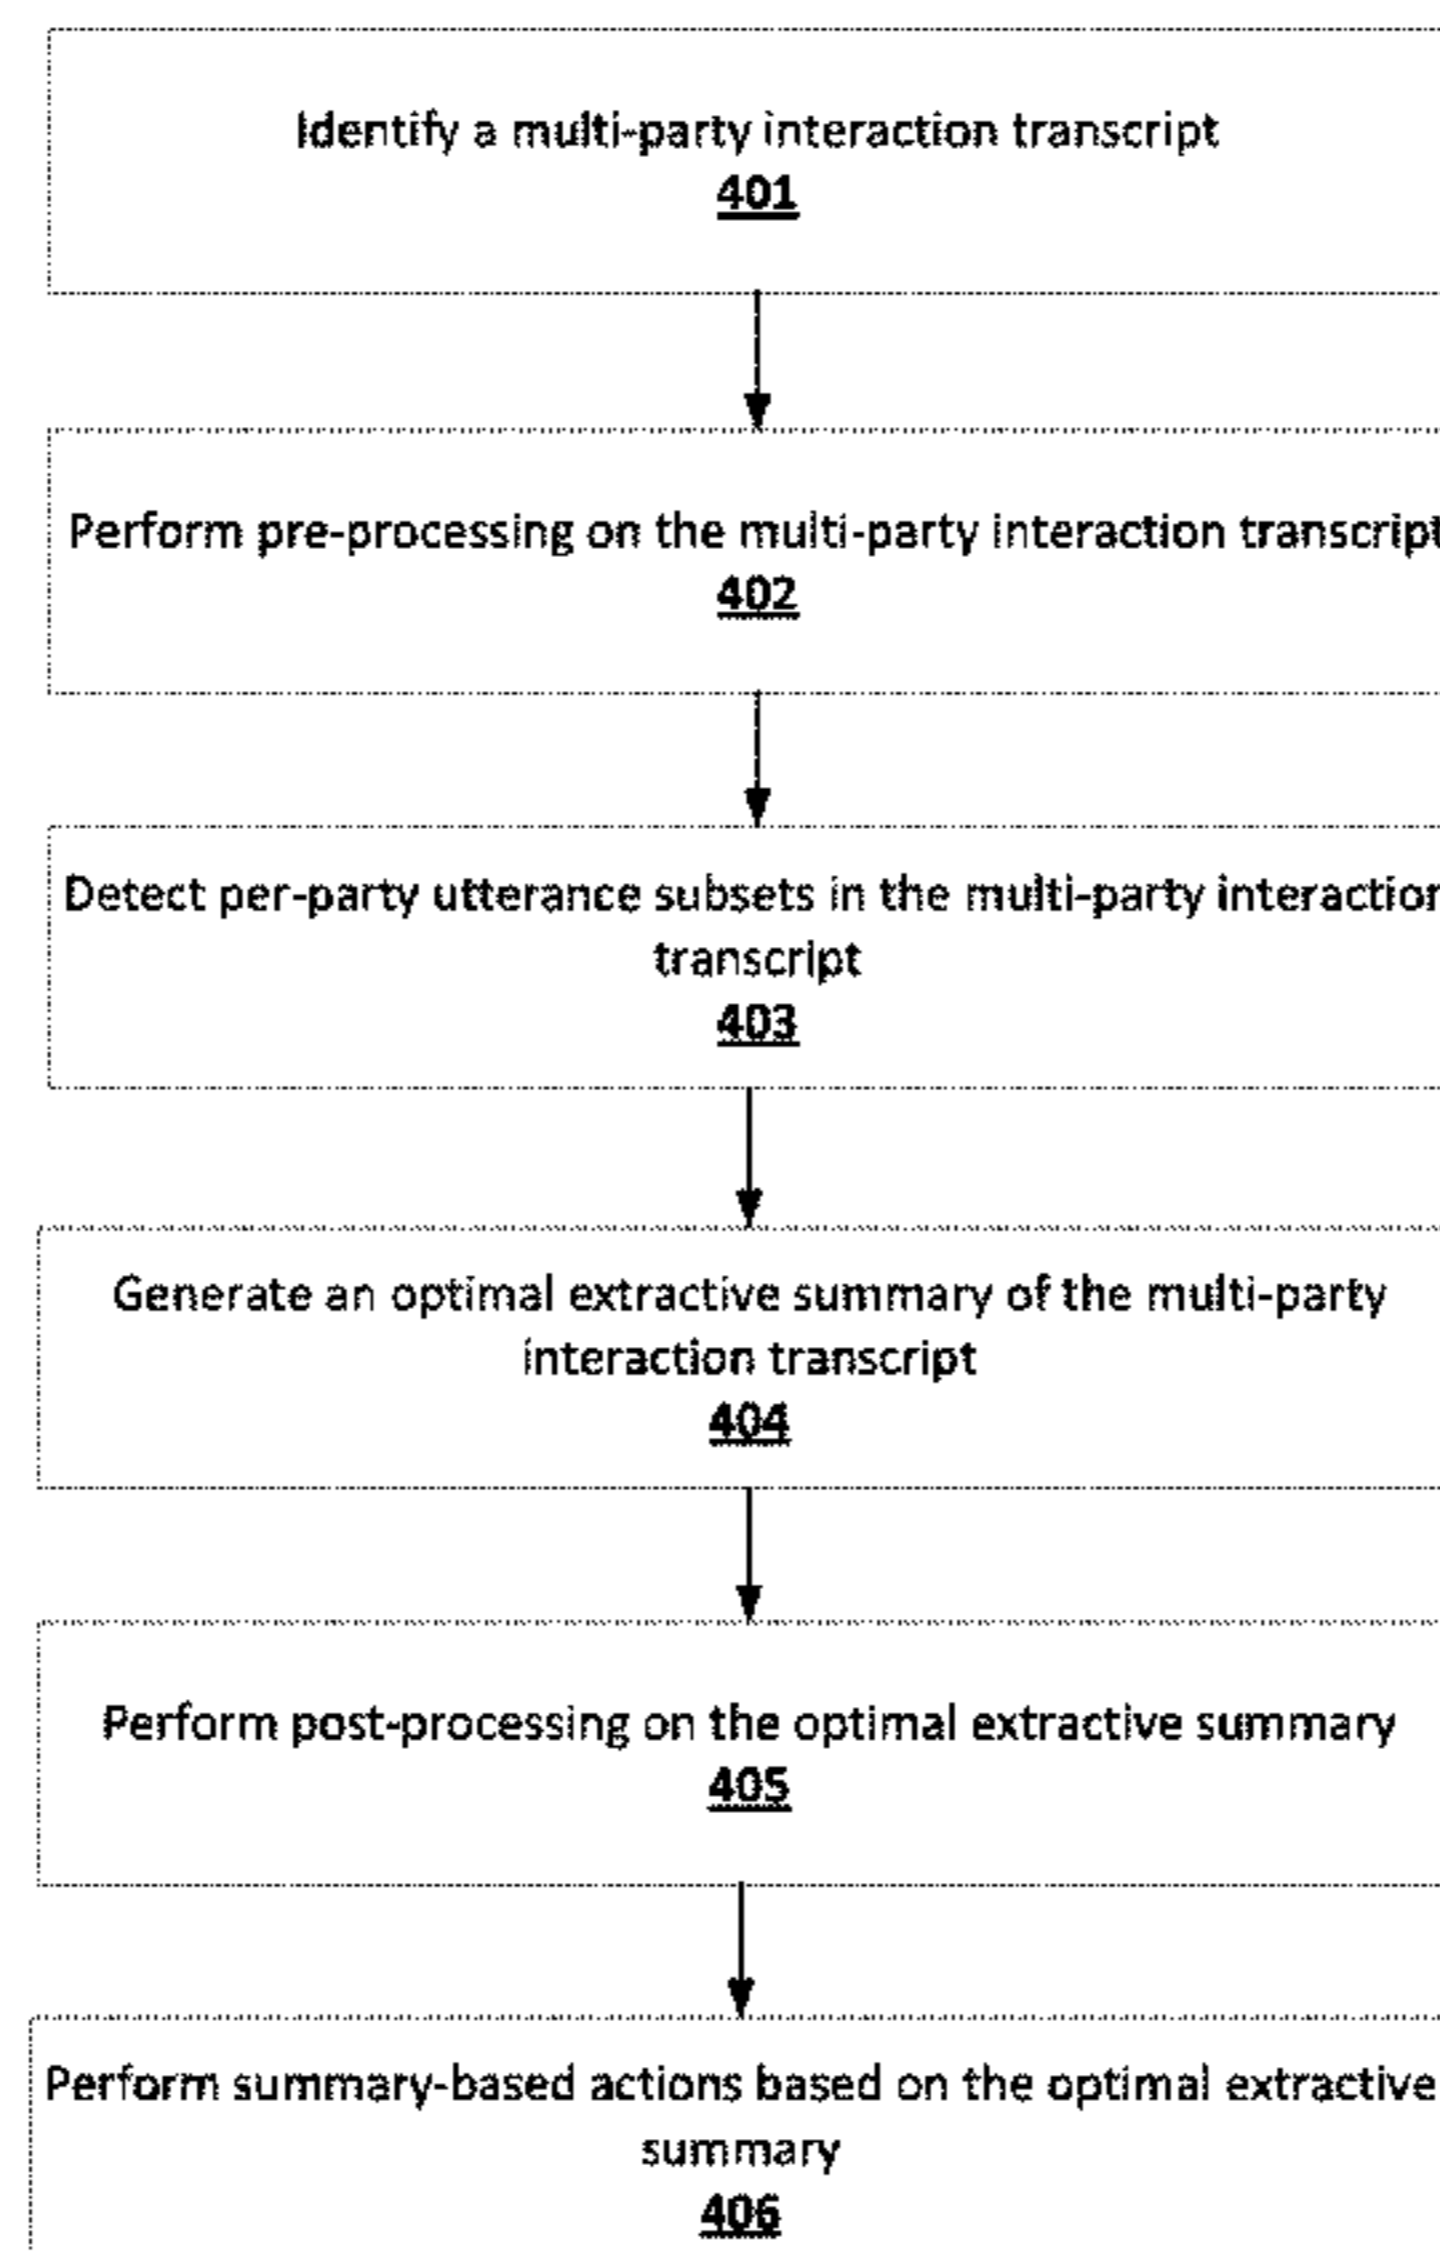 Identify a multi-party interaction transcript
401
Perform pre-processing on the multi-party interaction transcript
402
Detect per-party utterance subsets in the multi-party interaction
transcript
403
Generate an optimal extractive summary of the multi-party
interaction transcript
404
Perform post-processing on the optimal extractive summary
405
Perform summary-based actions based on the optimal extractive
summary
406